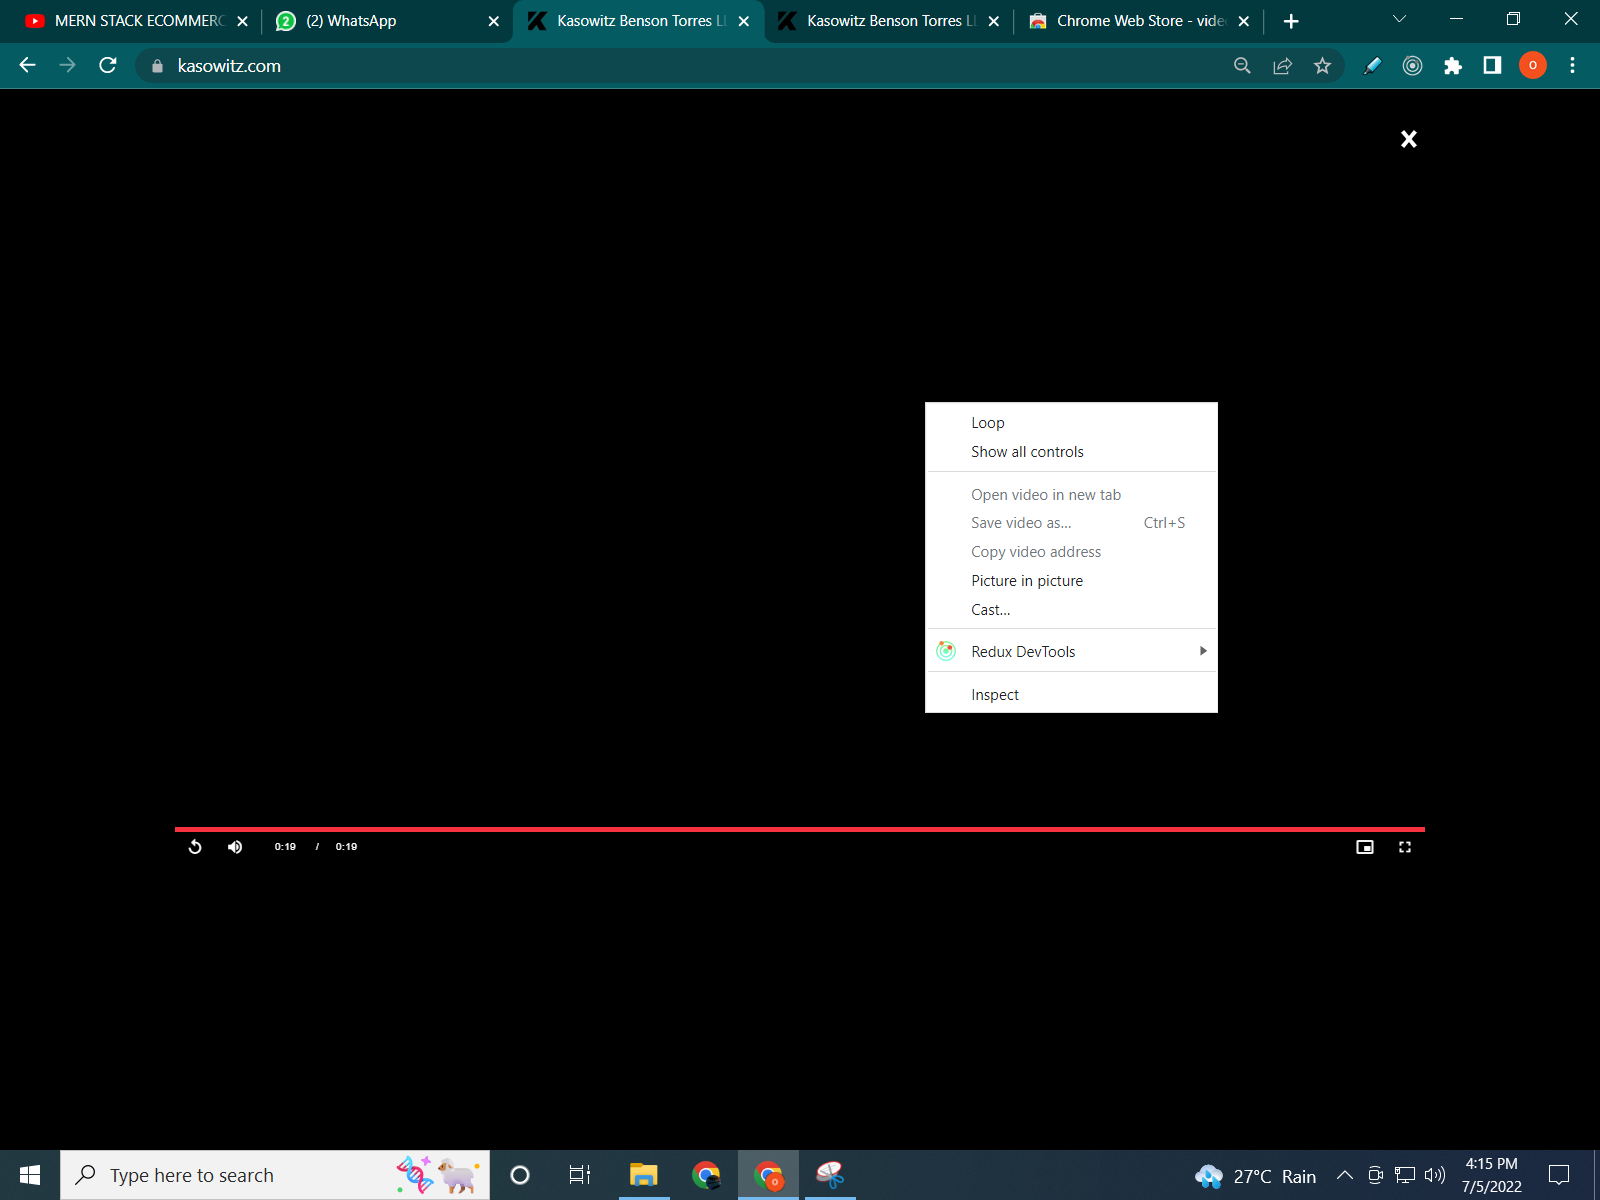 MERN STACK ECOMMERC
(2) WhatsApp
Kasowitz Benson Torres Ll
Kasowitz Benson Torres Ll
Chrome Web Store - vide
kasowitz.com
O
X
Loop
Show all controls
Open video in new tab
Save video as... Ctrl+S
Copy video address
Picture in picture
Cast...
Redux DevTools
Inspect
0:19 / 0:19
Type here to search
27°C Rain
4:15 PM
7/5/2022